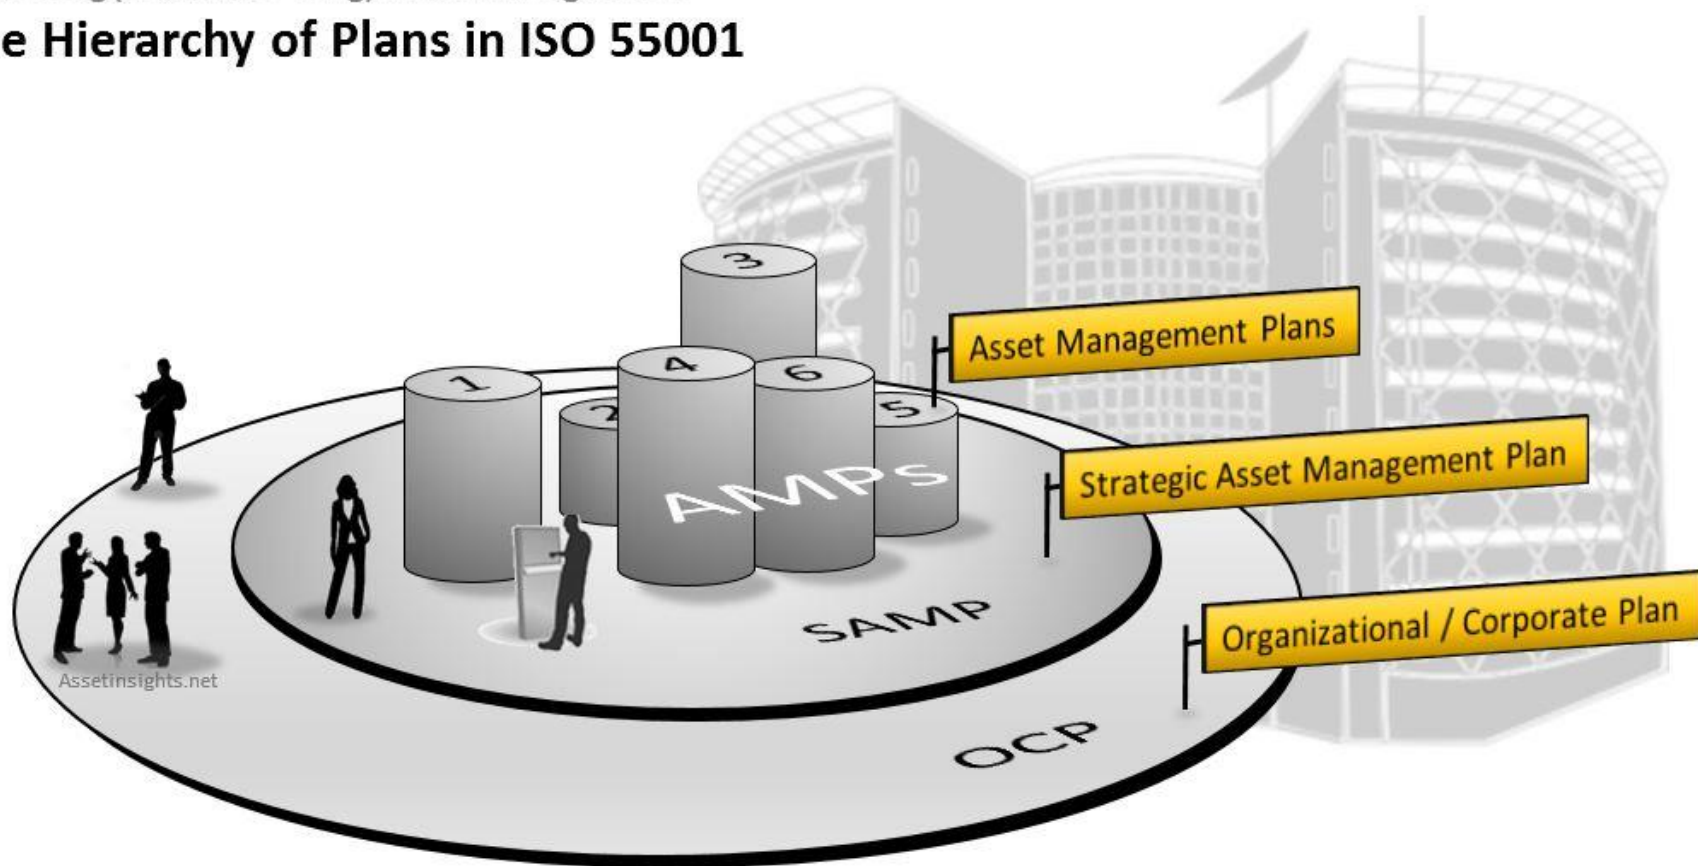 e Hierarchy of Plans in ISO 55001
3
Asset Management Plans
4
1
6
2
5
AMPs
Strategic Asset Management Plan
SAMP
Organizational / Corporate Plan
Assetinsights.net
OCP